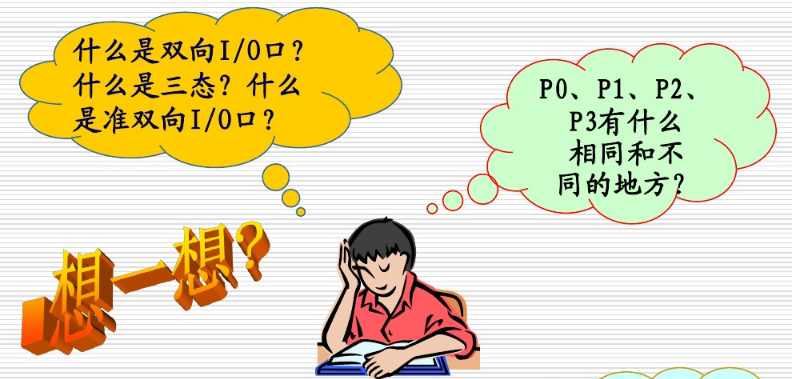 什么是双向I/O口?
什么是三态?什么
是准双向I/O口?
P0、P1、P2、
P3有什么
相同和不
同的地方?
想一想?